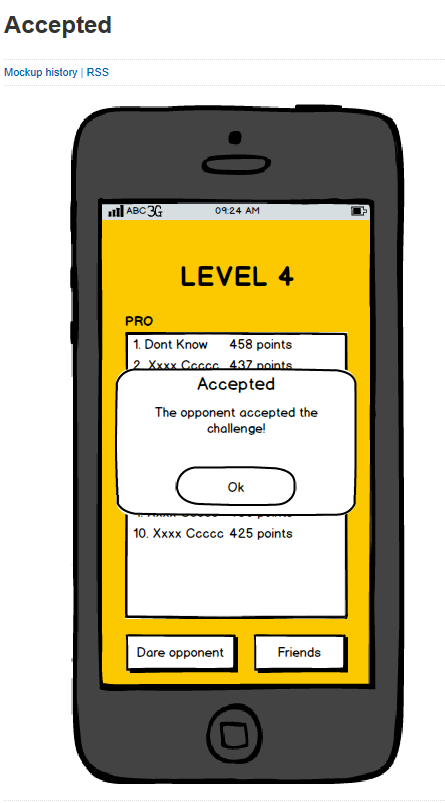 Accepted
Mockup history | RSS
ABC 3G 09:24 AM
LEVEL 4
PRO
1. Dont Know 458 points
2. Xxxx Ccccc 437 points
Accepted
The opponent accepted the
challenge!
Ok
10. Xxxx Ccccc 425 points
Dare opponent Friends